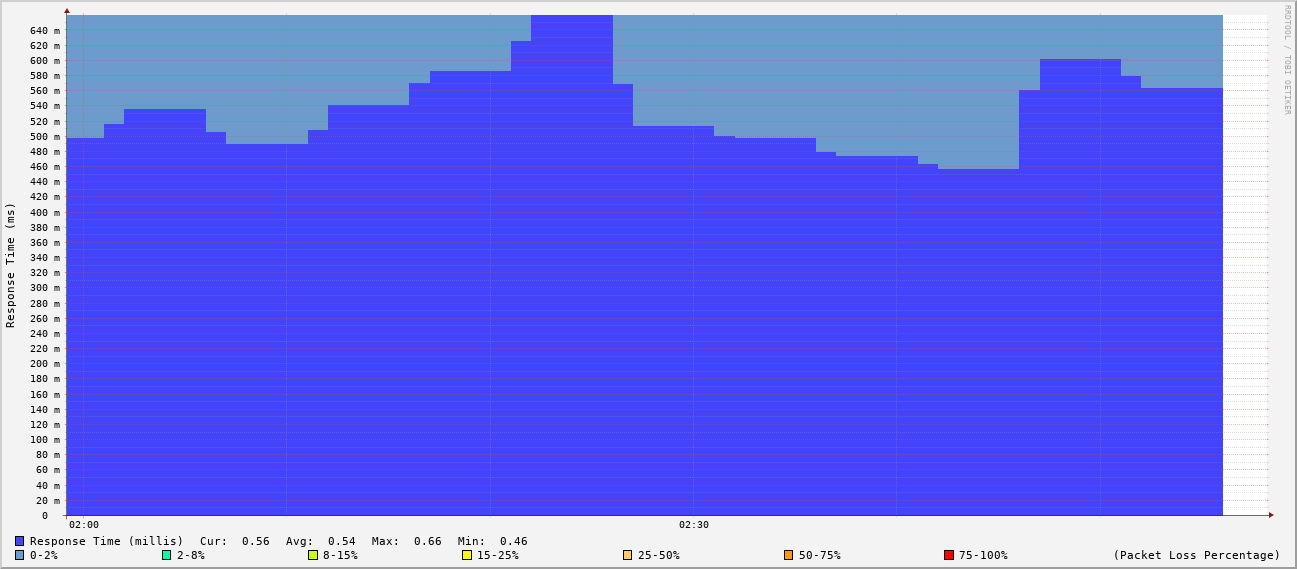 RRDTOOL / TOBI OETIKER
Response Time (ms)
640 m
620 m
600 m
580 m
560 m
540 m
520 m
500 m
480 m
460 m
440 m
420 m
400 m
380 m
360 m
340 m
320 m
300 m
280 m
260 m
240 m
220 m
200 m
180 m
160 m
140 m
120 m
100 m
80 m
60 m
40 m
20 m
0
02:00 02:30
Response Time (millis) Cur: 0.56 Avg: 0.54 Max: 0.66 Min: 0.46
0-2% 2-8% 8-15% 15-25% 25-50% 50-75% 75-100% (Packet Loss Percentage)